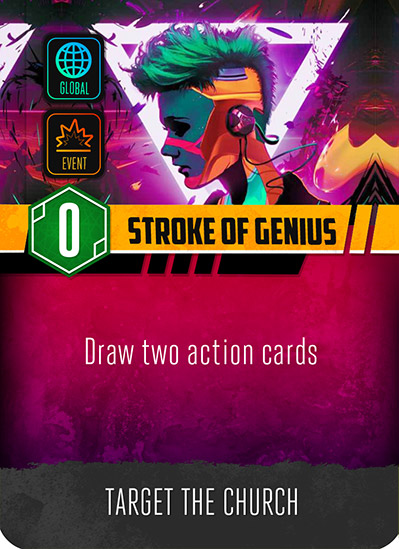 GLOBAL
EVENT
0 STROKE OF GENIUS
Draw two action cards
TARGET THE CHURCH